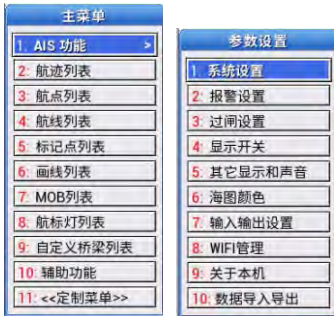 主菜单
1. AIS 功能 >
2: 航迹列表
3: 航点列表
4: 航线列表
5: 标记点列表
6: 画线列表
7: MOB列表
8: 航标灯列表
9: 自定义桥梁列表
10: 辅助功能
11: <<定制菜单>>
参数设置
1. 系统设置
2: 报警设置
3: 过闸设置
4: 显示开关
5: 其它显示和声音
6: 海图颜色
7: 输入输出设置
8: WIFI管理
9: 关于本机
10: 数据导入导出